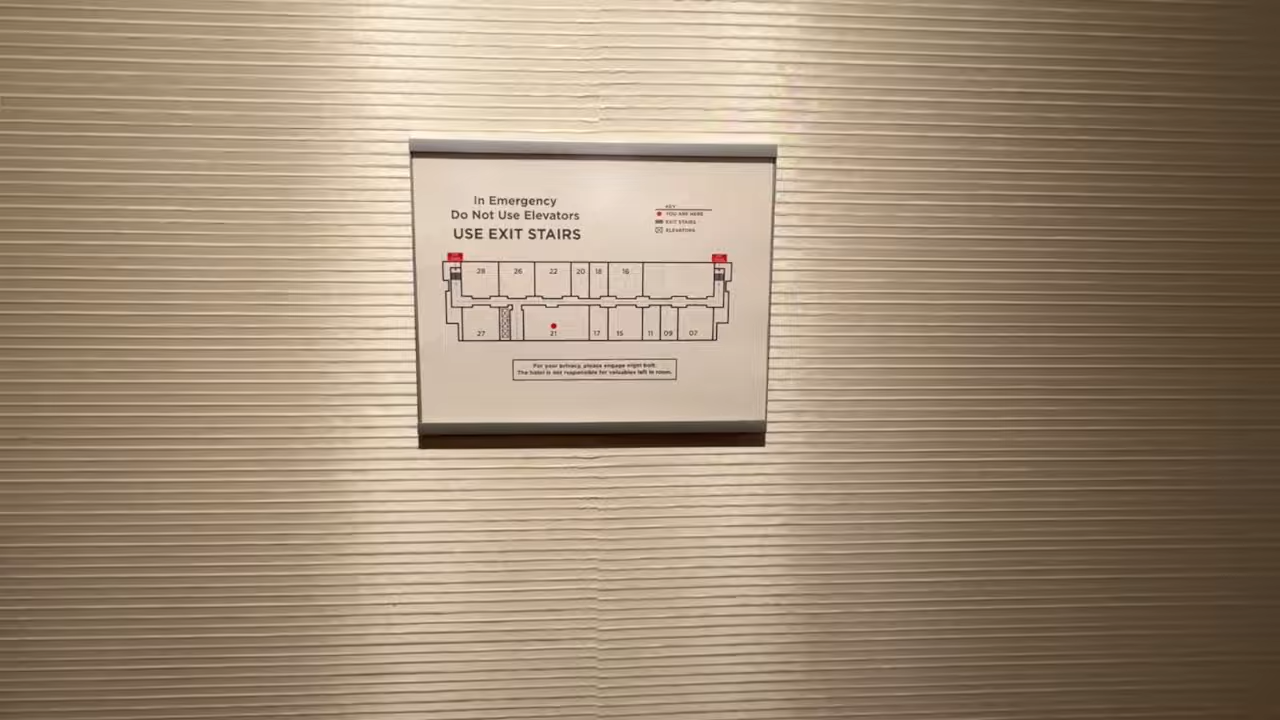 In Emergency
Do Not Use Elevators
USE EXIT STAIRS
KEY
YOU ARE HERE
EXIT STAIRS
ELEVATORS
28 26 22 20 18 16
27 21 17 15 11 09 07
For your privacy, please engage night bolt.
The hotel is not responsible for valuables left in room.